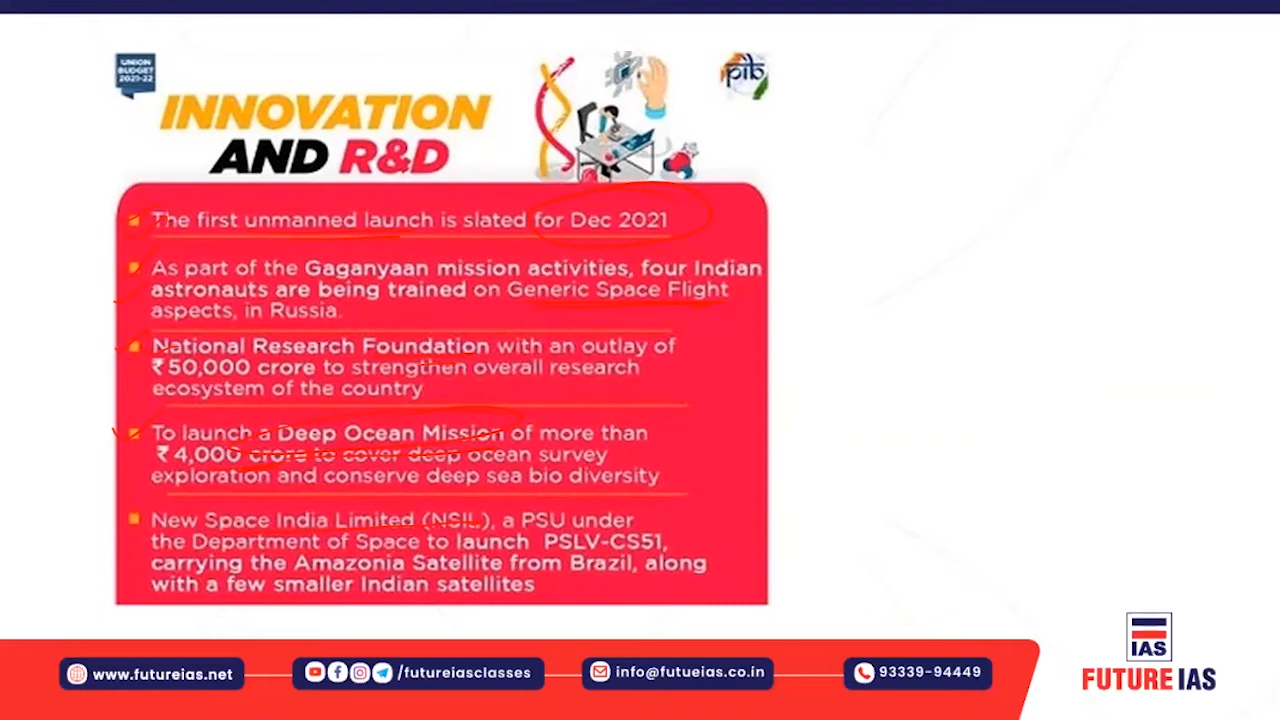 UNION
BUDGET
2021-22
pib
INNOVATION
AND R&D
The first unmanned launch is slated for Dec 2021
As part of the Gaganyaan mission activities, four Indian
astronauts are being trained on Generic Space Flight
aspects, in Russia.
National Research Foundation with an outlay of
₹50,000 crore to strengthen overall research
ecosystem of the country
To launch a Deep Ocean Mission of more than
₹4,000 crore to cover deep ocean survey
exploration and conserve deep sea bio diversity
New Space India Limited (NSIL), a PSU under
the Department of Space to launch PSLV-CS51,
carrying the Amazonia Satellite from Brazil, along
with a few smaller Indian satellites
www.futureias.net
/futureiasclasses
info@futueias.co.in
93339-94449
IAS
FUTURE IAS